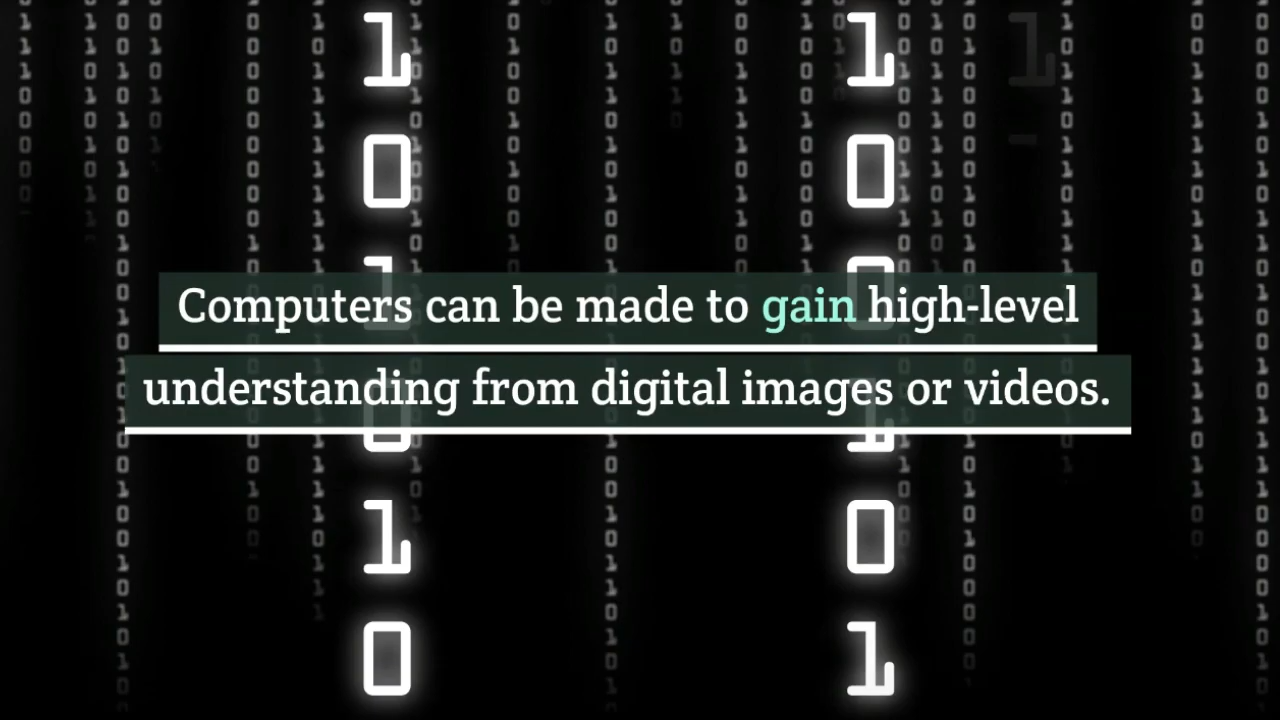 Computers can be made to gain high-level
understanding from digital images or videos.